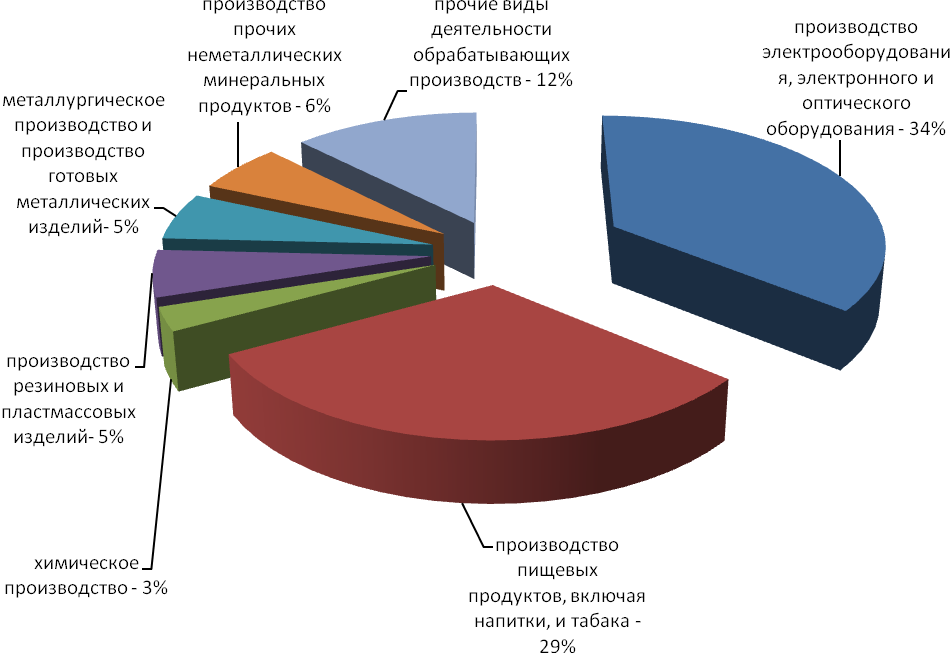 производство
прочих
неметаллических
минеральных
продуктов - 6%
прочие виды
деятельности
обрабатывающих
производств - 12%
производство
электрооборудовани
я, электронного и
оптического
оборудования - 34%
металлургическое
производство и
производство
готовых
металлических
изделий- 5%
производство
резиновых и
пластмассовых
изделий- 5%
химическое
производство - 3%
производство
пищевых
продуктов, включая
напитки, и табака -
29%